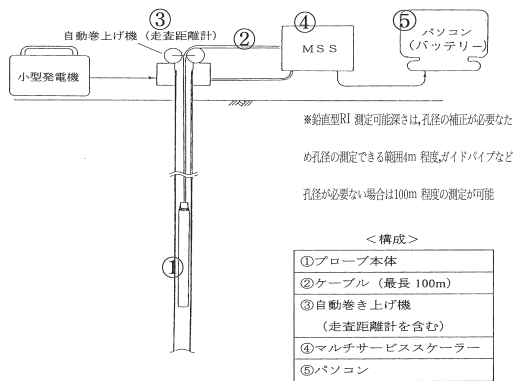 ③
自動巻上げ機 (走査距離計)
②
④
MSS
⑤
パソコン
(バッテリー)
小型発電機
※鉛直型RI 測定可能深さは,孔径の補正が必要なた
め孔径の測定できる範囲4m 程度,ガイドパイプなど
孔径が必要ない場合は100m 程度の測定が可能
①
<構成>
①プローブ本体
②ケーブル (最長 100m)
③自動巻き上げ機
(走査距離計を含む)
④マルチサービススケーラー
⑤パソコン